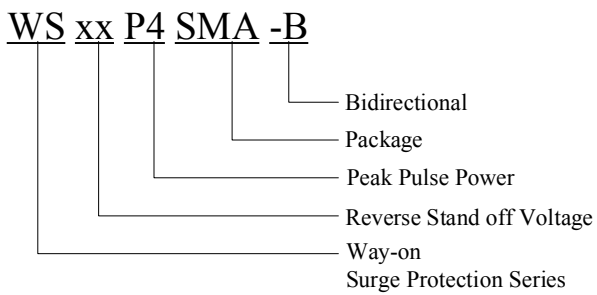 WS xx P4 SMA -B
Bidirectional
Package
Peak Pulse Power
Reverse Stand off Voltage
Way-on
Surge Protection Series